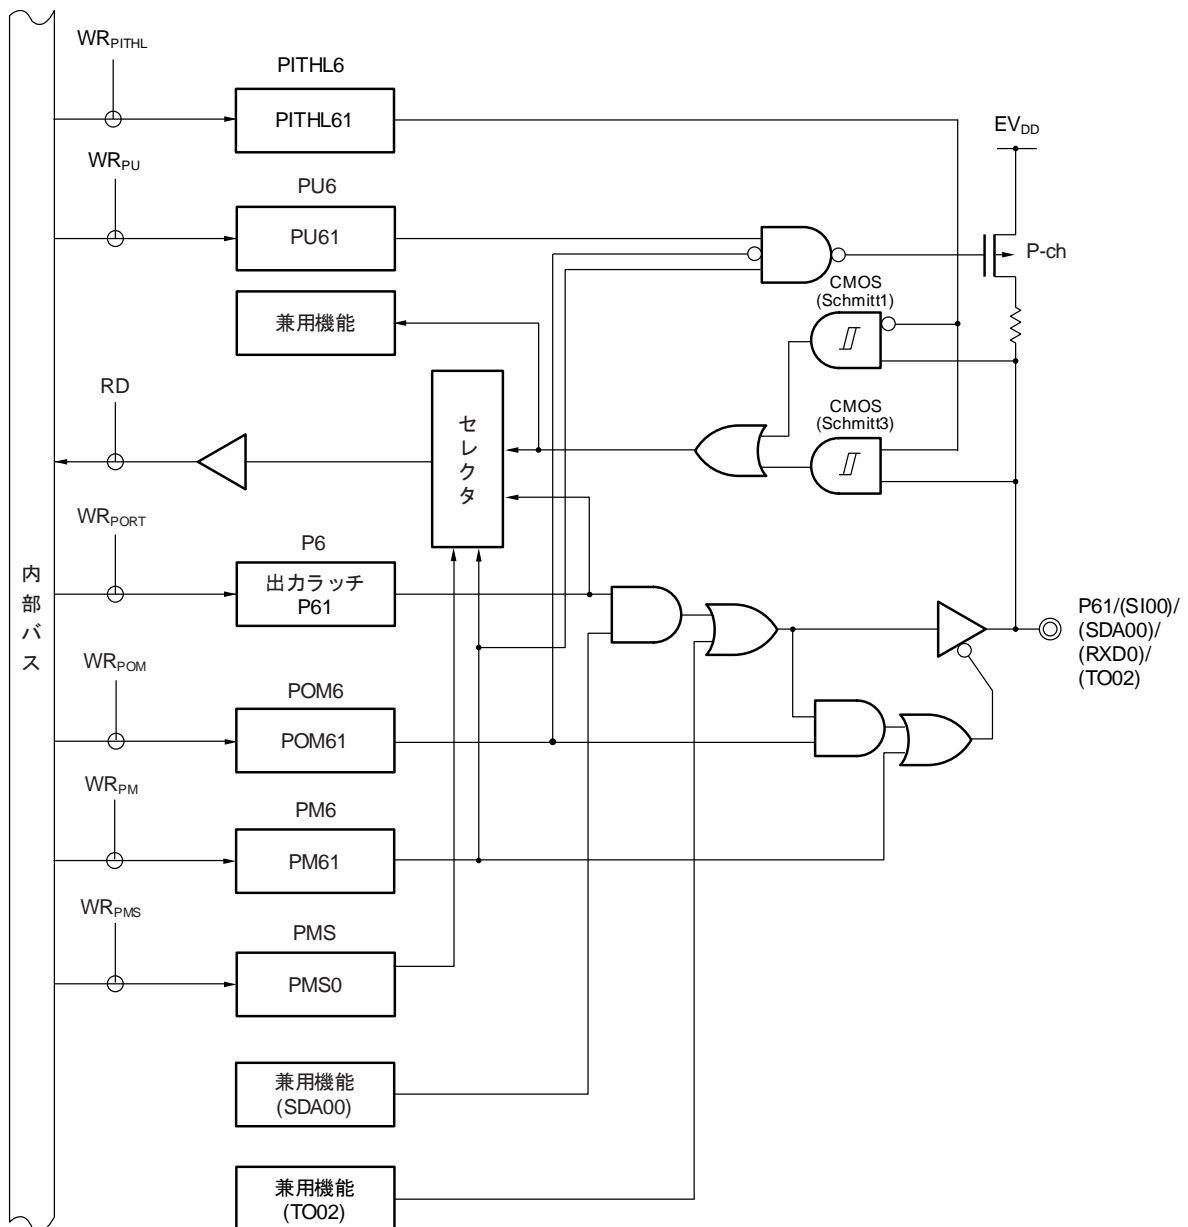 WRPITHL
PITHL6
PITHL61
EVDD
WRPU
PU6
PU61
P-ch
CMOS
(Schmitt1)
兼用機能
RD
セレクタ
CMOS
(Schmitt3)
WRPORT
P6
出力ラッチ
P61
内部バス
P61/(SI00)/
(SDA00)/
(RXD0)/
(TO02)
WRPOM
POM6
POM61
WRPM
PM6
PM61
WRPMS
PMS
PMS0
兼用機能
(SDA00)
兼用機能
(TO02)